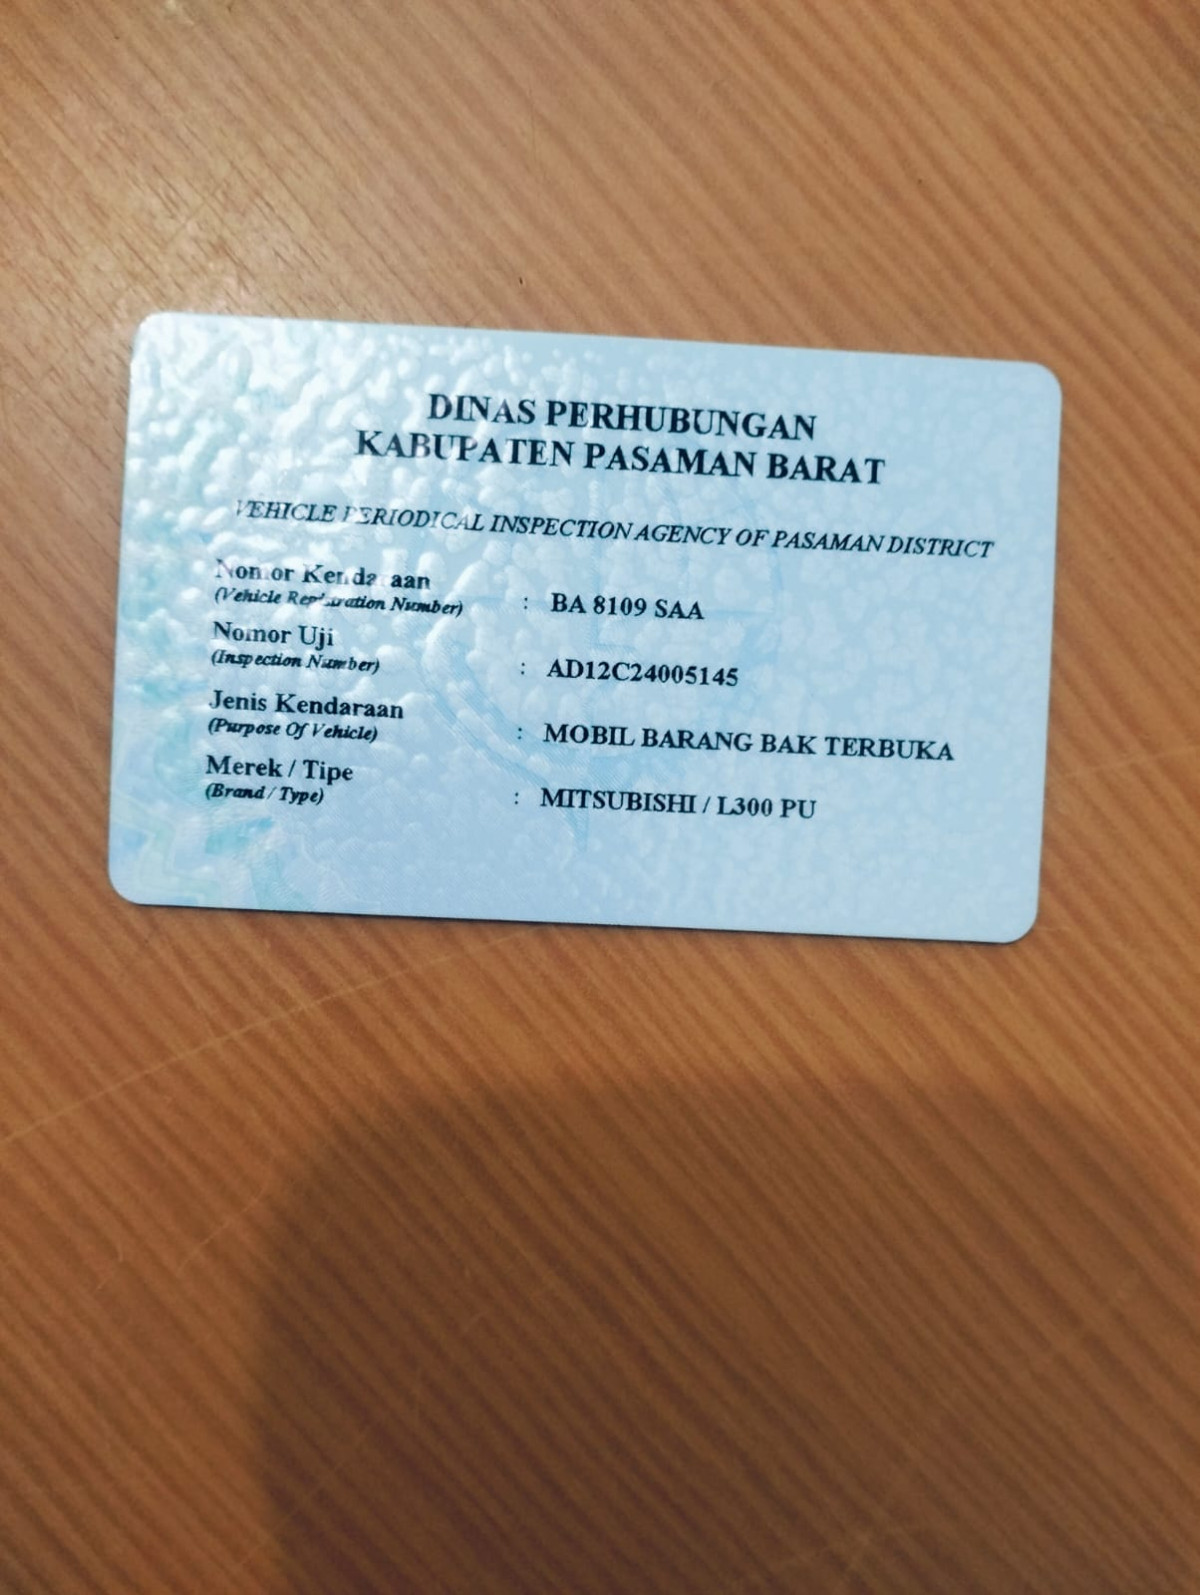 DINAS PERHUBUNGAN
KABUPATEN PASAMAN BARAT
VEHICLE PERIODICAL INSPECTION AGENCY OF PASAMAN DISTRICT
Nomor Kendaraan
(Vehicle Registration Number) : BA 8109 SAA
Nomor Uji
(Inspection Number) : AD12C24005145
Jenis Kendaraan
(Purpose Of Vehicle) : MOBIL BARANG BAK TERBUKA
Merek / Tipe
(Brand / Type) : MITSUBISHI / L300 PU